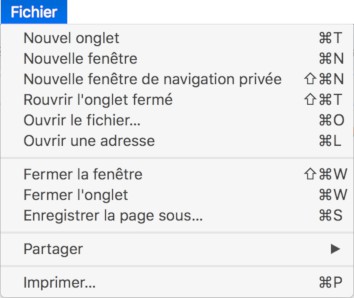 Fichier
Nouvel onglet ⌘T
Nouvelle fenêtre ⌘N
Nouvelle fenêtre de navigation privée ⇧⌘N
Rouvrir l'onglet fermé ⇧⌘T
Ouvrir le fichier... ⌘O
Ouvrir une adresse ⌘L
Fermer la fenêtre ⇧⌘W
Fermer l'onglet ⌘W
Enregistrer la page sous... ⌘S
Partager ▶
Imprimer... ⌘P